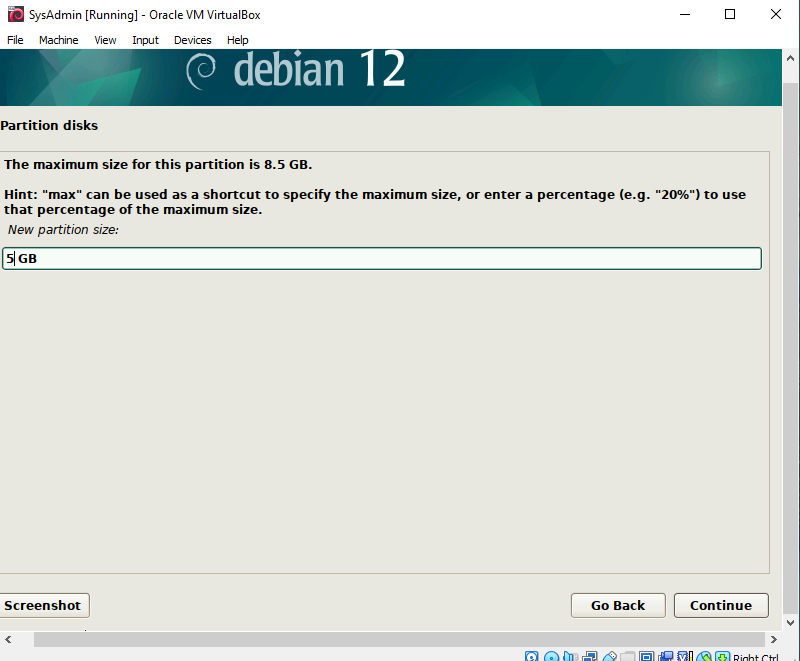 SysAdmin [Running] - Oracle VM VirtualBox
File Machine View Input Devices Help
debian 12
Partition disks
The maximum size for this partition is 8.5 GB.
Hint: "max" can be used as a shortcut to specify the maximum size, or enter a percentage (e.g. "20%") to use
that percentage of the maximum size.
New partition size:
5 GB
Screenshot
Go Back
Continue
Right Ctrl